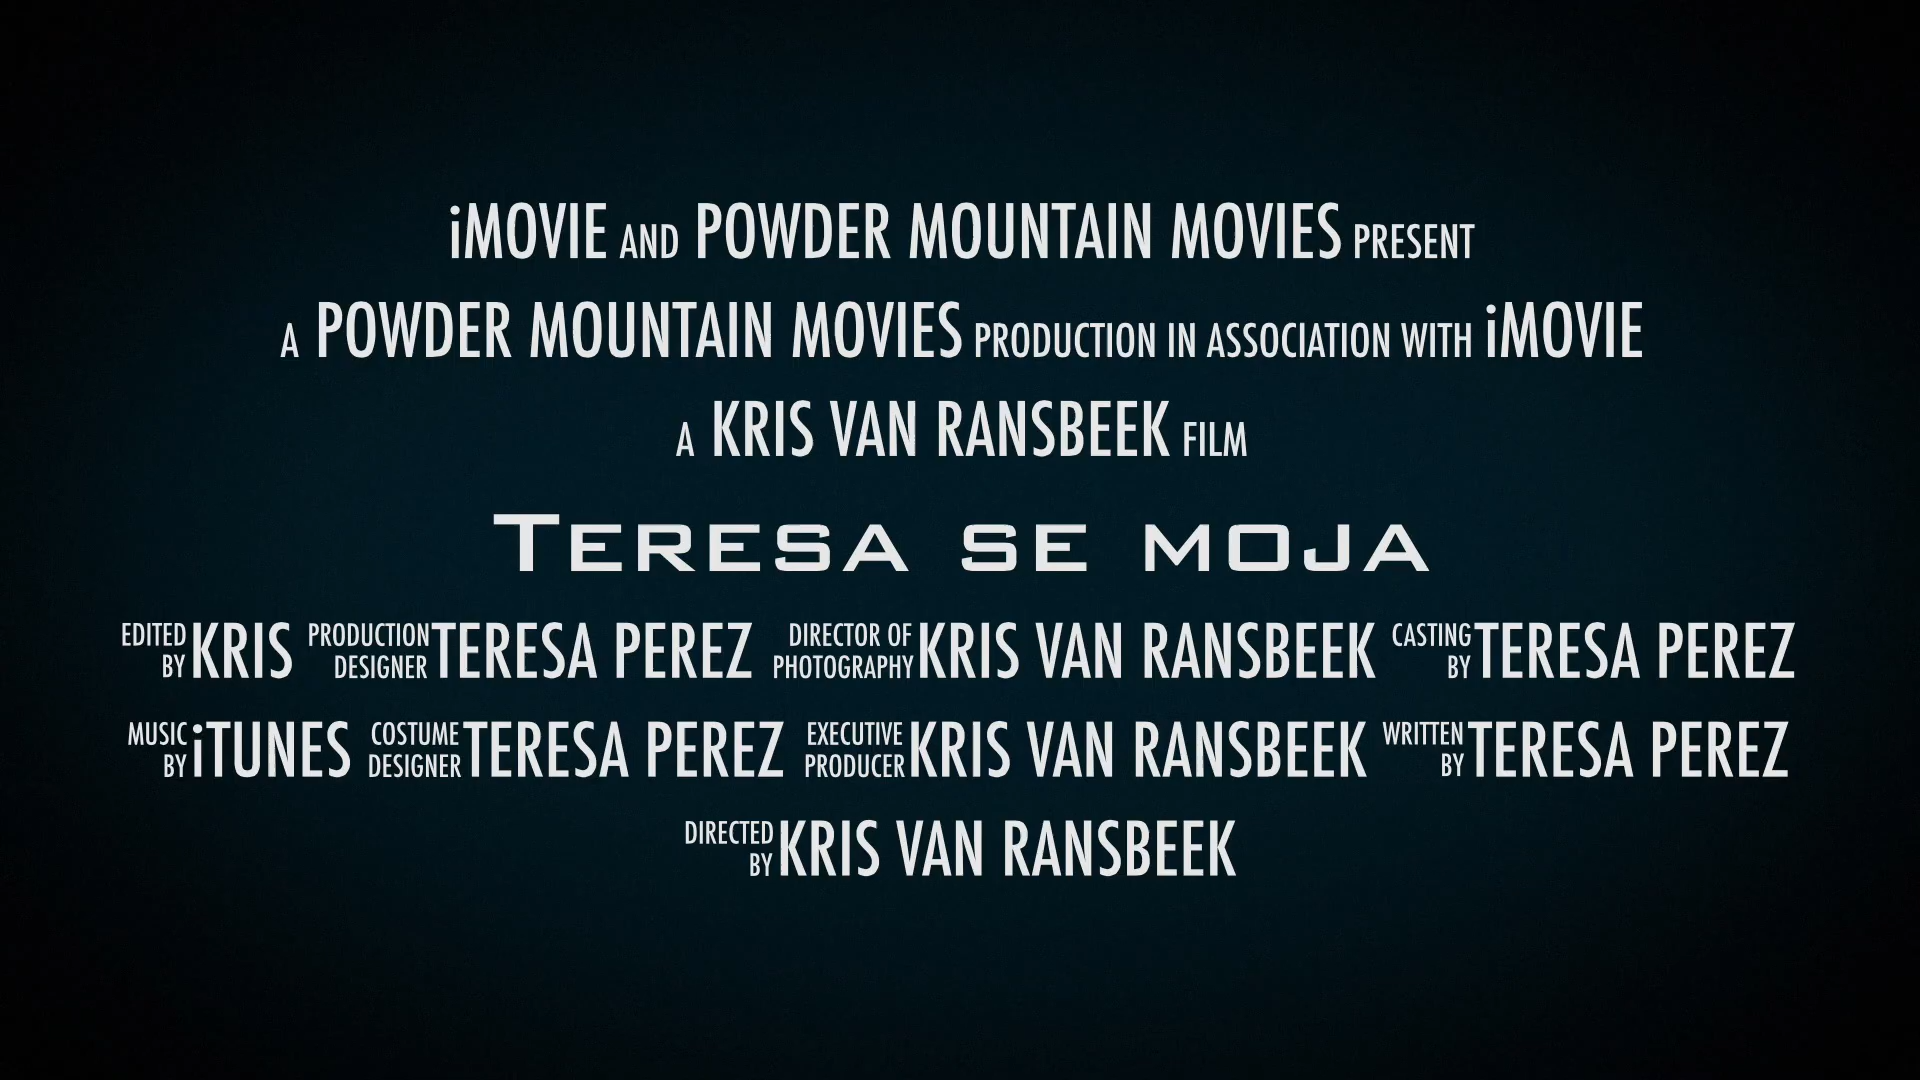 iMOVIE AND POWDER MOUNTAIN MOVIES PRESENT
A POWDER MOUNTAIN MOVIES PRODUCTION IN ASSOCIATION WITH iMOVIE
A KRIS VAN RANSBEEK FILM
TERESA SE MOJA
EDITED BY KRIS PRODUCTION DESIGNER TERESA PEREZ DIRECTOR OF PHOTOGRAPHY KRIS VAN RANSBEEK CASTING BY TERESA PEREZ
MUSIC BY iTUNES COSTUME DESIGNER TERESA PEREZ EXECUTIVE PRODUCER KRIS VAN RANSBEEK WRITTEN BY TERESA PEREZ
DIRECTED BY KRIS VAN RANSBEEK